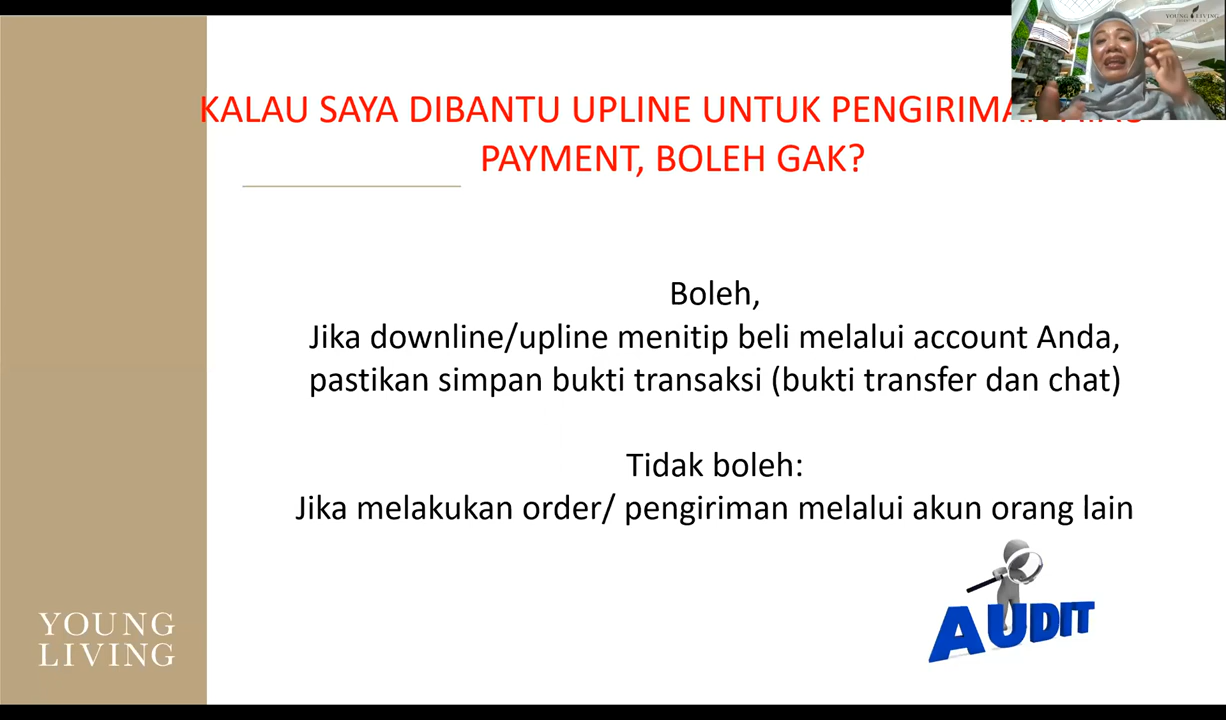 KALAU SAYA DIBANTU UPLINE UNTUK
PAYMENT, BOLEH GAK?
Boleh,
Jika downline/upline menitip beli melalui account Anda,
pastikan simpan bukti transaksi (bukti transfer dan chat)
Tidak boleh:
Jika melakukan order/ pengiriman melalui akun orang lain
AUDIT
YOUNG
LIVING
YOUNG LIVING